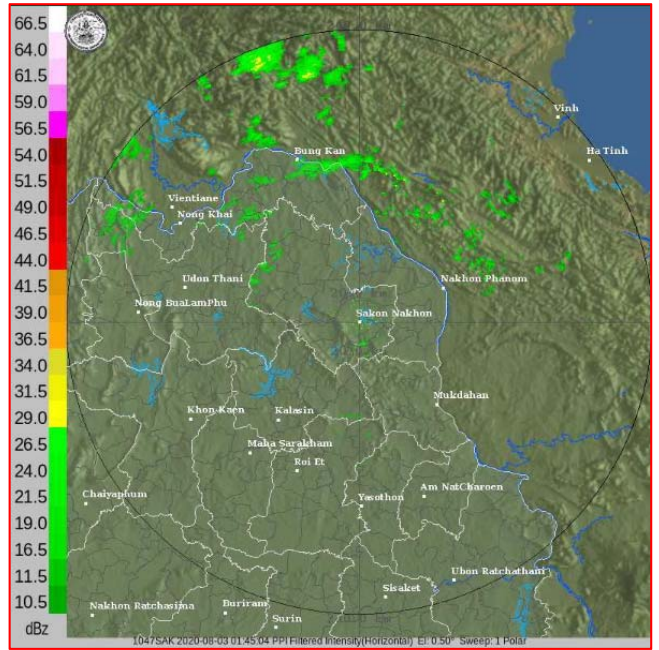 66.5
64.0
61.5
59.0
56.5
54.0
51.5
49.0
46.5
44.0
41.5
39.0
36.5
34.0
31.5
29.0
26.5
24.0
21.5
19.0
16.5
11.5
10.5
dBz
Vinh
Ha Tinh
Bung Kan
Vientiane
Nong Khai
Udon Thani
Nakhon Phanom
Nong BuaLamPhu
Sakon Nakhon
Mukdahan
Khon Kaen
Kalasin
Maha Sarakham
Roi Et
Chaiyaphum
Yasothon
Am NatCharoen
Ubon Ratchathani
Sisaket
Nakhon Ratchasima
Buriram
Surin
1047SAK 2020-08-03 01:45:04 PPI Filtered Intensity(Horizontal) El: 0.50° Sweep: 1 Polar